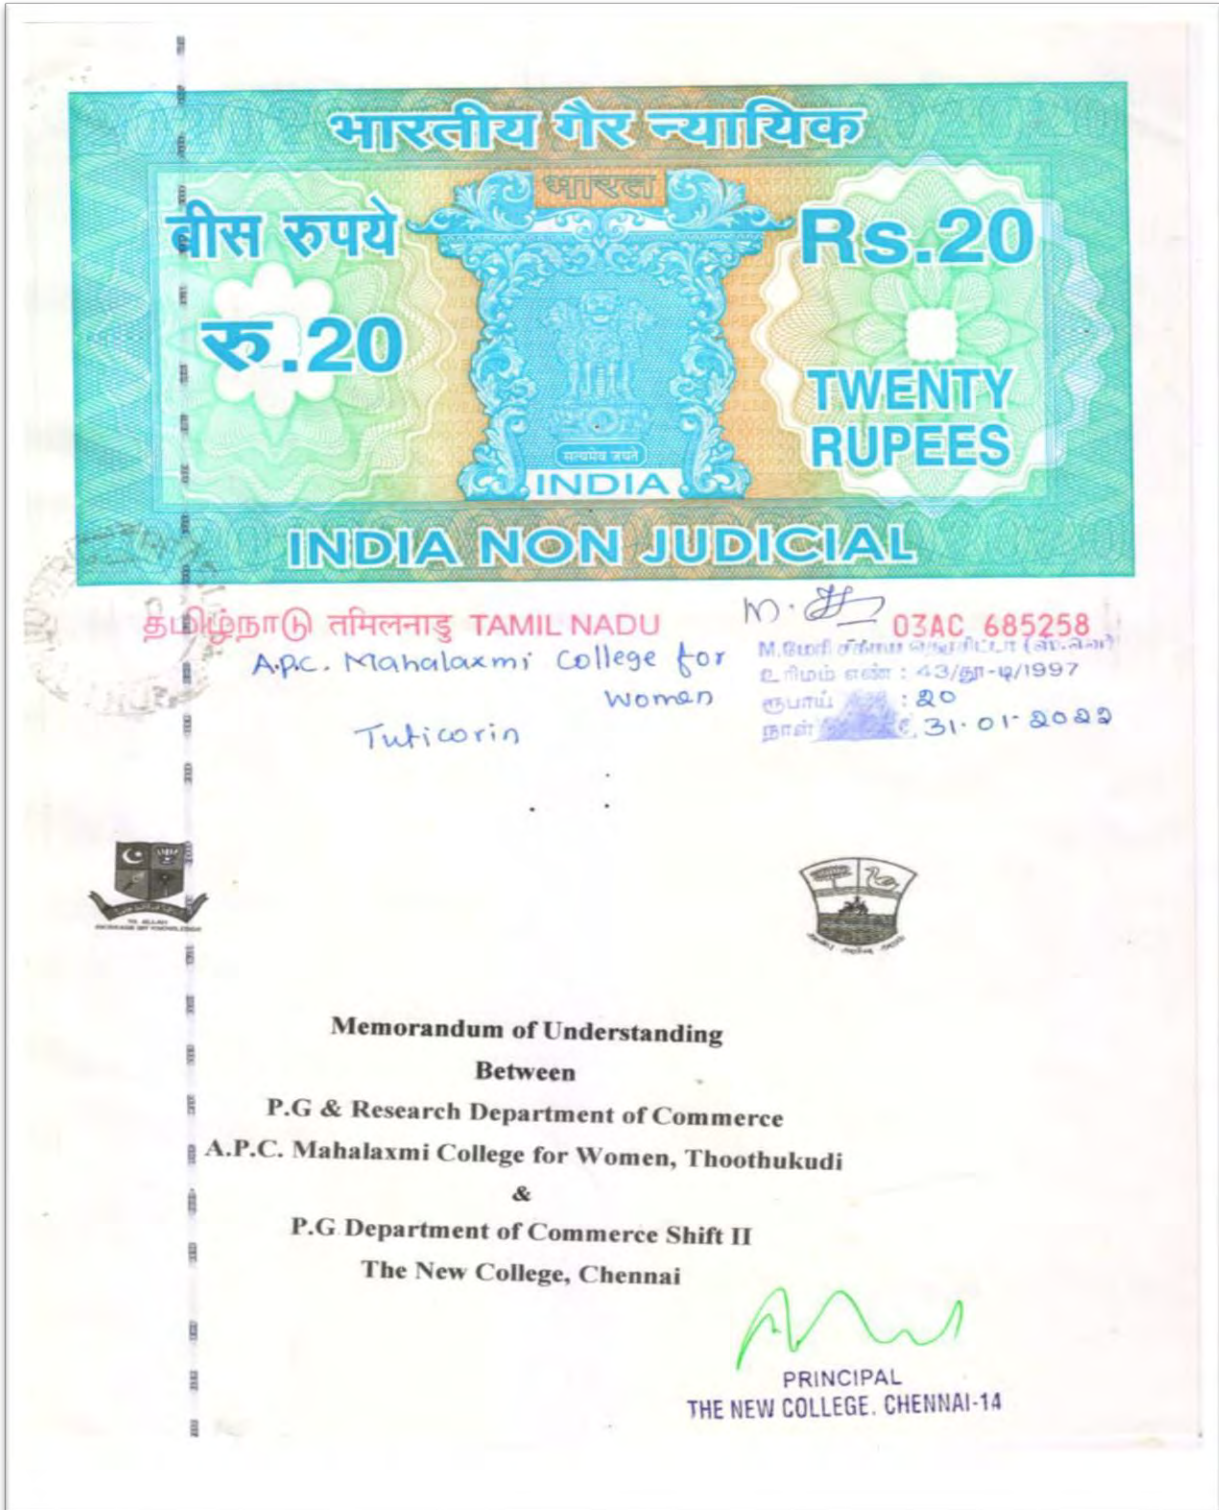 भारतीय गैर न्यायिक
भारत
बीस रुपये
रु.20
Rs.20
TWENTY
RUPEES
सत्यमेव जयते
INDIA
INDIA NON JUDICIAL
தமிழ்நாடு तमिलनाडु TAMIL NADU
03AC 685258
A.P.C. Mahalaxmi College for
Women
Tuticorin
M.மேரி
உரிமம் எண் : 43/தூ-டி/1997
ரூபாய் : 20
நாள் 31-01-2022
Memorandum of Understanding
Between
P.G & Research Department of Commerce
A.P.C. Mahalaxmi College for Women, Thoothukudi
&
P.G Department of Commerce Shift II
The New College, Chennai
PRINCIPAL
THE NEW COLLEGE. CHENNAI-14